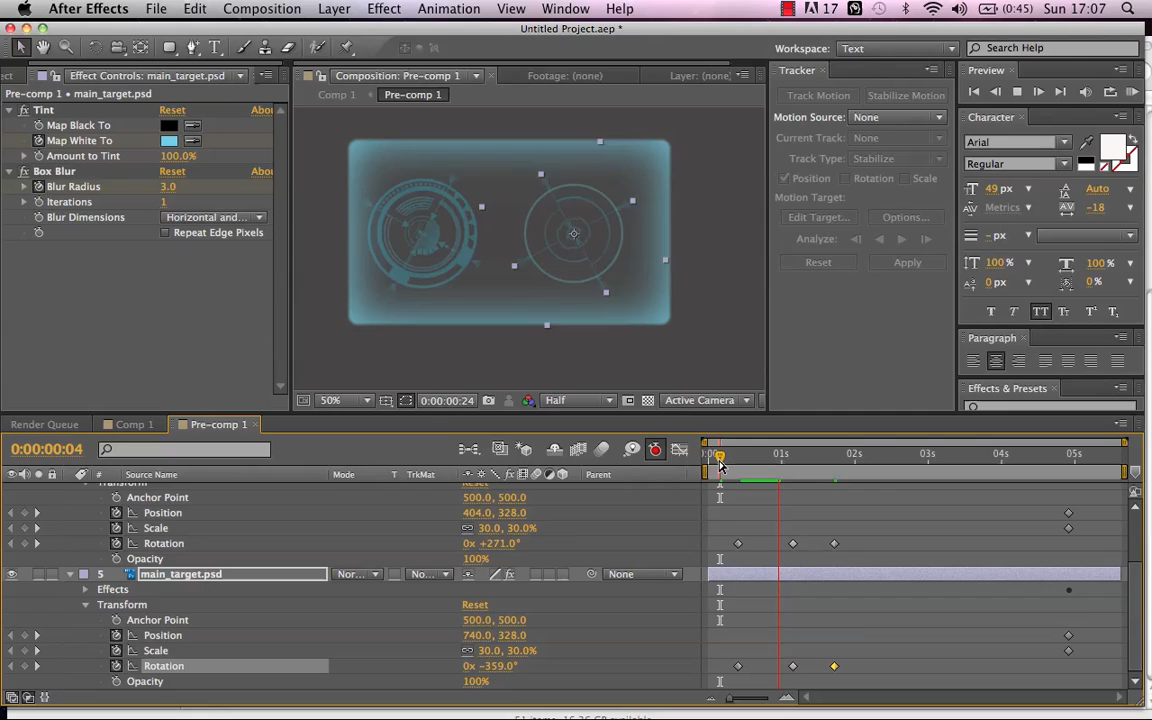 After Effects File Edit Composition Layer Effect Animation View Window Help 17 (0:45) Sun 17:07
Untitled Project.aep *
Workspace: Text Search Help
Effect Controls: main_target.psd
Pre-comp 1 • main_target.psd
Tint Reset Abou
Map Black To
Map White To
Amount to Tint 100.0%
Box Blur Reset Abou
Blur Radius 3.0
Iterations 1
Blur Dimensions Horizontal and...
Repeat Edge Pixels
Composition: Pre-comp 1 Footage: (none) Layer: (none)
Comp 1 Pre-comp 1
50% 0:00:00:24 Half Active Camera
Tracker
Track Motion Stabilize Motion
Motion Source: None
Current Track: None
Track Type: Stabilize
Position Rotation Scale
Motion Target:
Edit Target... Options...
Analyze:
Reset Apply
Preview
Character
Arial
Regular
49 px Auto
Metrics -18
- px
100% 100%
0 px 0%
T T TT Tr T¹ T₁
Paragraph
Effects & Presets
Render Queue Comp 1 Pre-comp 1
0:00:00:04
:00s 01s 02s 03s 04s 05s
# Source Name Mode T TrkMat Parent
Transform Reset
Anchor Point 500.0, 500.0
Position 404.0, 328.0
Scale 30.0, 30.0%
Rotation 0x +271.0°
Opacity 100%
5 main_target.psd Nor... No... None
Effects
Transform Reset
Anchor Point 500.0, 500.0
Position 740.0, 328.0
Scale 30.0, 30.0%
Rotation 0x -359.0°
Opacity 100%